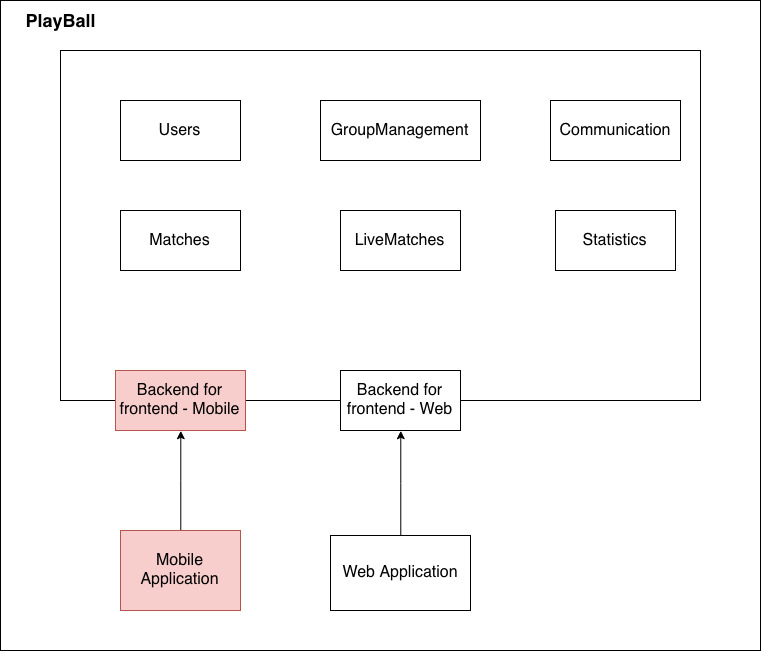 PlayBall
Users
GroupManagement
Communication
Matches
LiveMatches
Statistics
Backend for
frontend - Mobile
Backend for
frontend - Web
Mobile
Application
Web Application